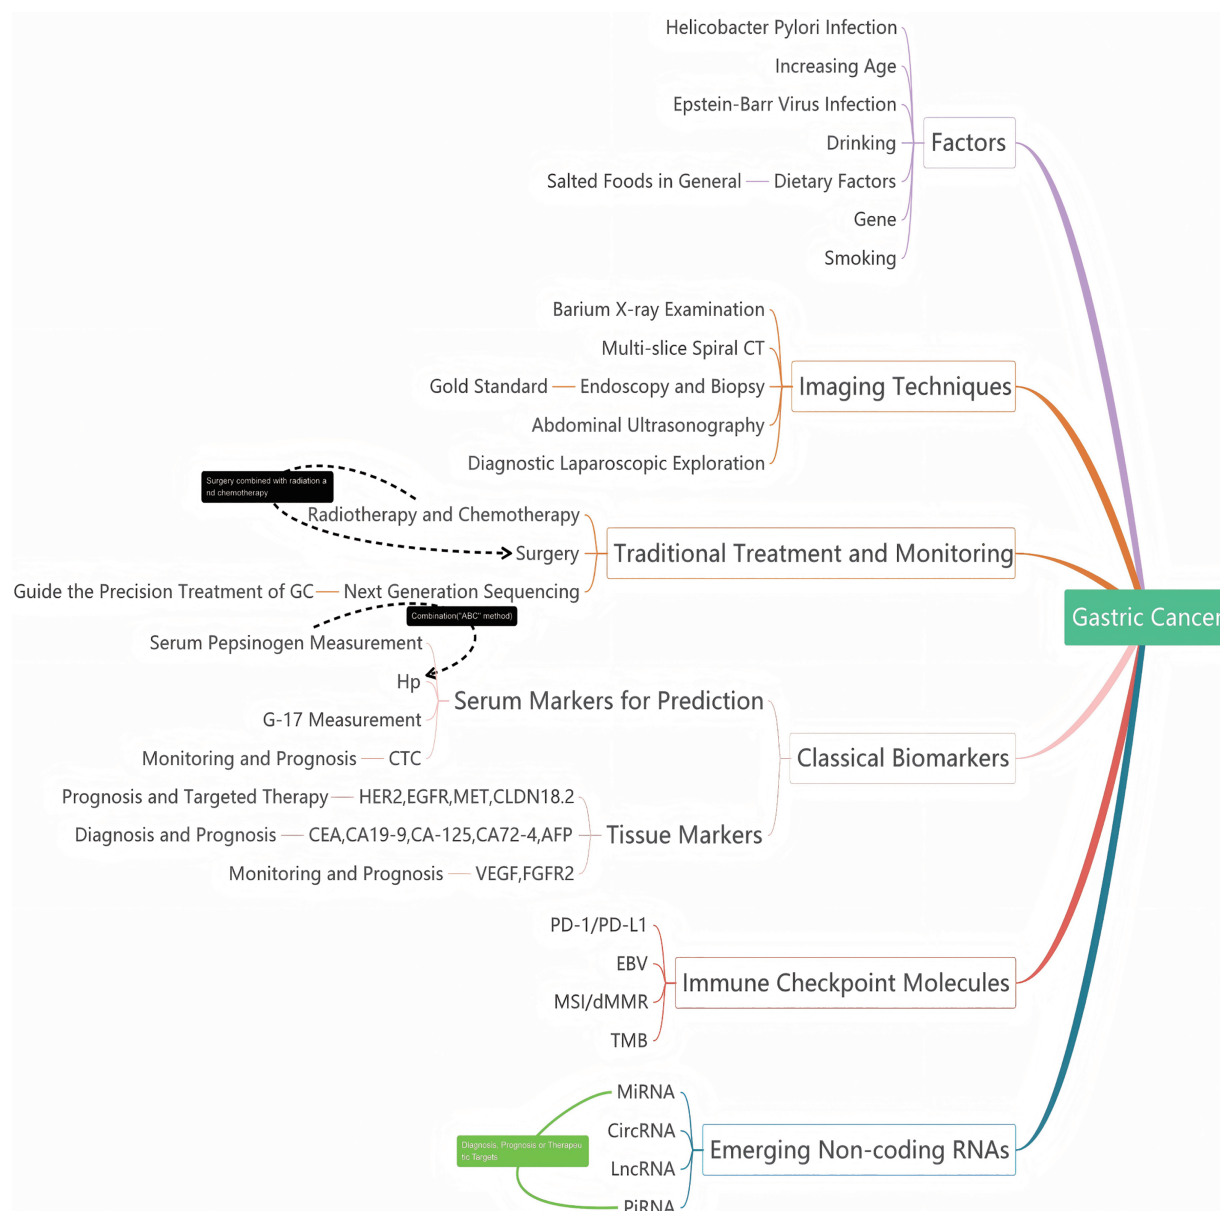 Helicobacter Pylori Infection
Increasing Age
Epstein-Barr Virus Infection
Drinking
Factors
Salted Foods in General
Dietary Factors
Gene
Smoking
Barium X-ray Examination
Multi-slice Spiral CT
Gold Standard
Endoscopy and Biopsy
Imaging Techniques
Abdominal Ultrasonography
Diagnostic Laparoscopic Exploration
Surgery combined with radiation a
nd chemotherapy
Radiotherapy and Chemotherapy
Surgery
Traditional Treatment and Monitoring
Guide the Precision Treatment of GC
Next Generation Sequencing
Gastric Cancer
Combination("ABC" method)
Serum Pepsinogen Measurement
Hp
Serum Markers for Prediction
G-17 Measurement
Monitoring and Prognosis
CTC
Classical Biomarkers
Prognosis and Targeted Therapy
HER2,EGFR,MET,CLDN18.2
Diagnosis and Prognosis
CEA,CA19-9,CA-125,CA72-4,AFP
Tissue Markers
Monitoring and Prognosis
VEGF,FGFR2
PD-1/PD-L1
EBV
Immune Checkpoint Molecules
MSI/dMMR
TMB
MiRNA
CircRNA
Emerging Non-coding RNAs
Diagnosis, Prognosis or Therapeu
tic Targets
LncRNA
PiRNA